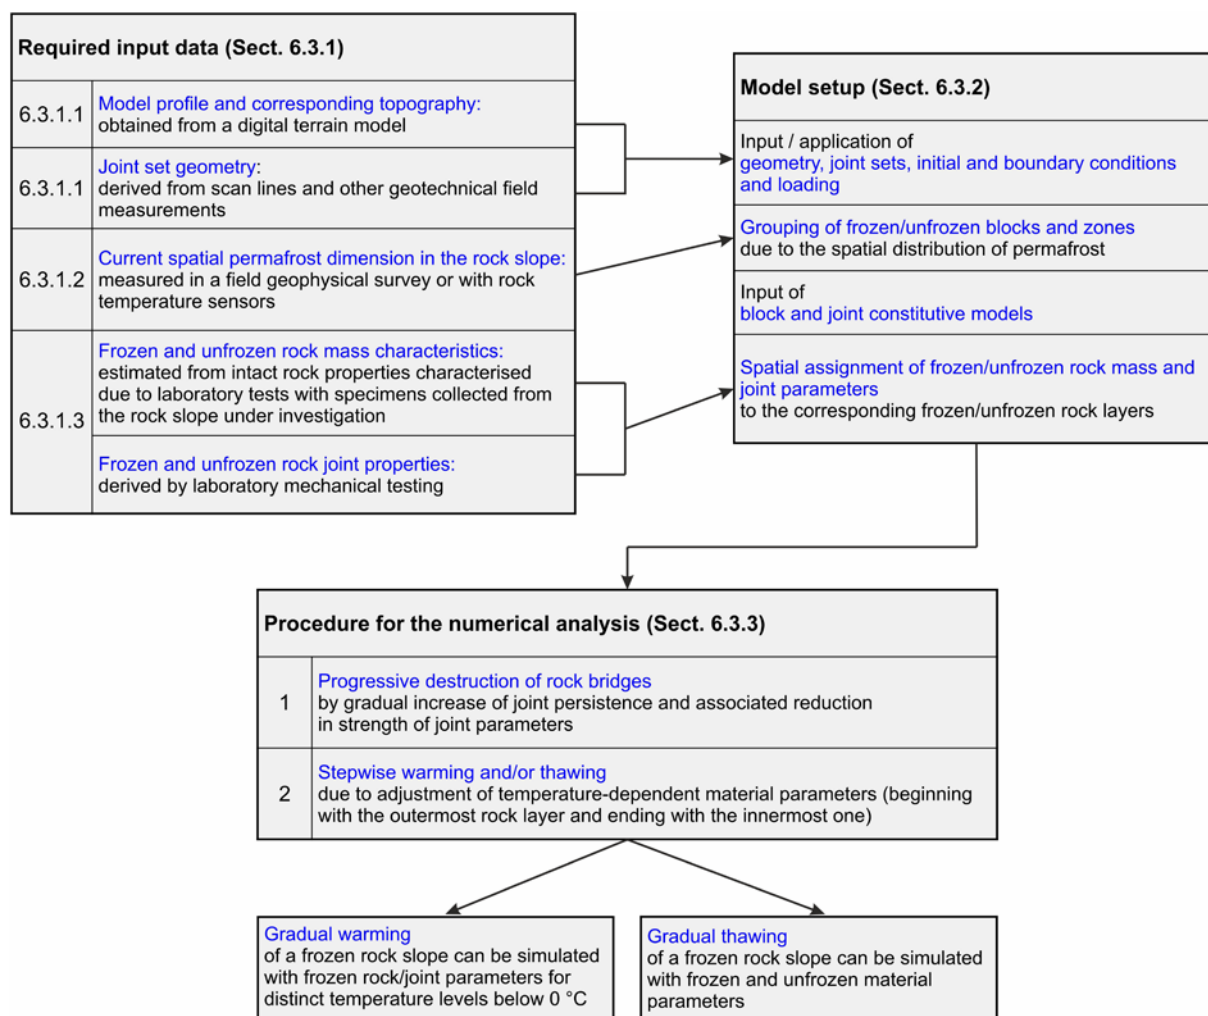 Required input data (Sect. 6.3.1)
6.3.1.1
Model profile and corresponding topography:
obtained from a digital terrain model
6.3.1.1
Joint set geometry:
derived from scan lines and other geotechnical field
measurements
6.3.1.2
Current spatial permafrost dimension in the rock slope:
measured in a field geophysical survey or with rock
temperature sensors
6.3.1.3
Frozen and unfrozen rock mass characteristics:
estimated from intact rock properties characterised
due to laboratory tests with specimens collected from
the rock slope under investigation
Frozen and unfrozen rock joint properties:
derived by laboratory mechanical testing
Model setup (Sect. 6.3.2)
Input / application of
geometry, joint sets, initial and boundary conditions
and loading
Grouping of frozen/unfrozen blocks and zones
due to the spatial distribution of permafrost
Input of
block and joint constitutive models
Spatial assignment of frozen/unfrozen rock mass and
joint parameters
to the corresponding frozen/unfrozen rock layers
Procedure for the numerical analysis (Sect. 6.3.3)
1
Progressive destruction of rock bridges
by gradual increase of joint persistence and associated reduction
in strength of joint parameters
2
Stepwise warming and/or thawing
due to adjustment of temperature-dependent material parameters (beginning
with the outermost rock layer and ending with the innermost one)
Gradual warming
of a frozen rock slope can be simulated
with frozen rock/joint parameters for
distinct temperature levels below 0 °C
Gradual thawing
of a frozen rock slope can be simulated
with frozen and unfrozen material
parameters